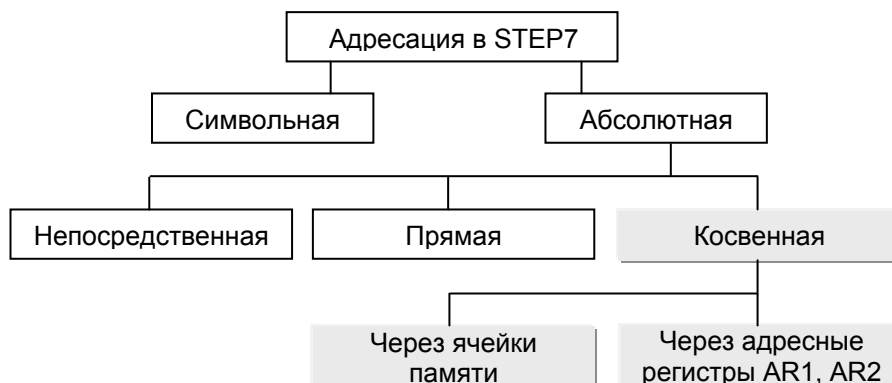 Адресация в STEP7
Символьная
Абсолютная
Непосредственная
Прямая
Косвенная
Через ячейки
памяти
Через адресные
регистры AR1, AR2